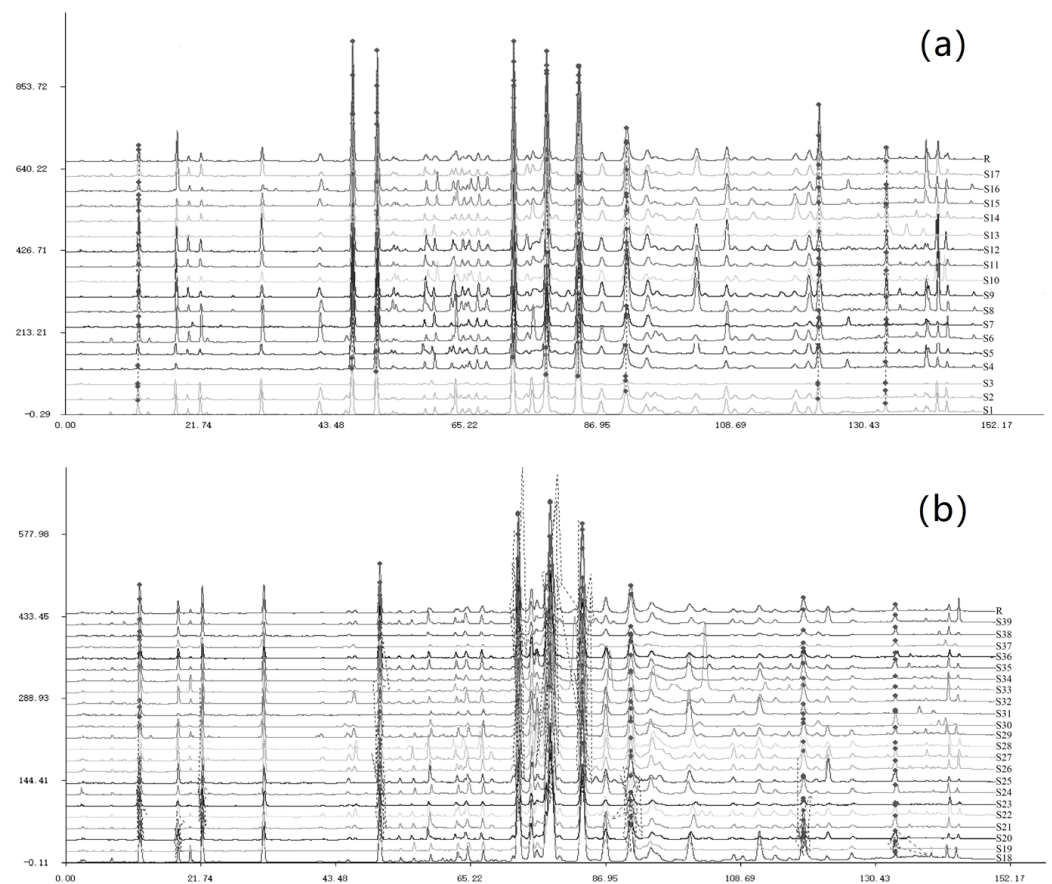 (a)
853.72
R
640.22
S17
S16
S15
S14
S13
426.71
S12
S11
S10
S9
S8
213.21
S7
S6
S5
S4
S3
S2
-0.29
S1
0.00 21.74 43.48 65.22 86.95 108.69 130.43 152.17
(b)
577.98
R
433.45
S39
S38
S37
S36
S35
S34
288.93
S33
S32
S31
S30
S29
S28
S27
S26
144.41
S25
S24
S23
S22
S21
S20
S19
-0.11
S18
0.00 21.74 43.48 65.22 86.95 108.69 130.43 152.17